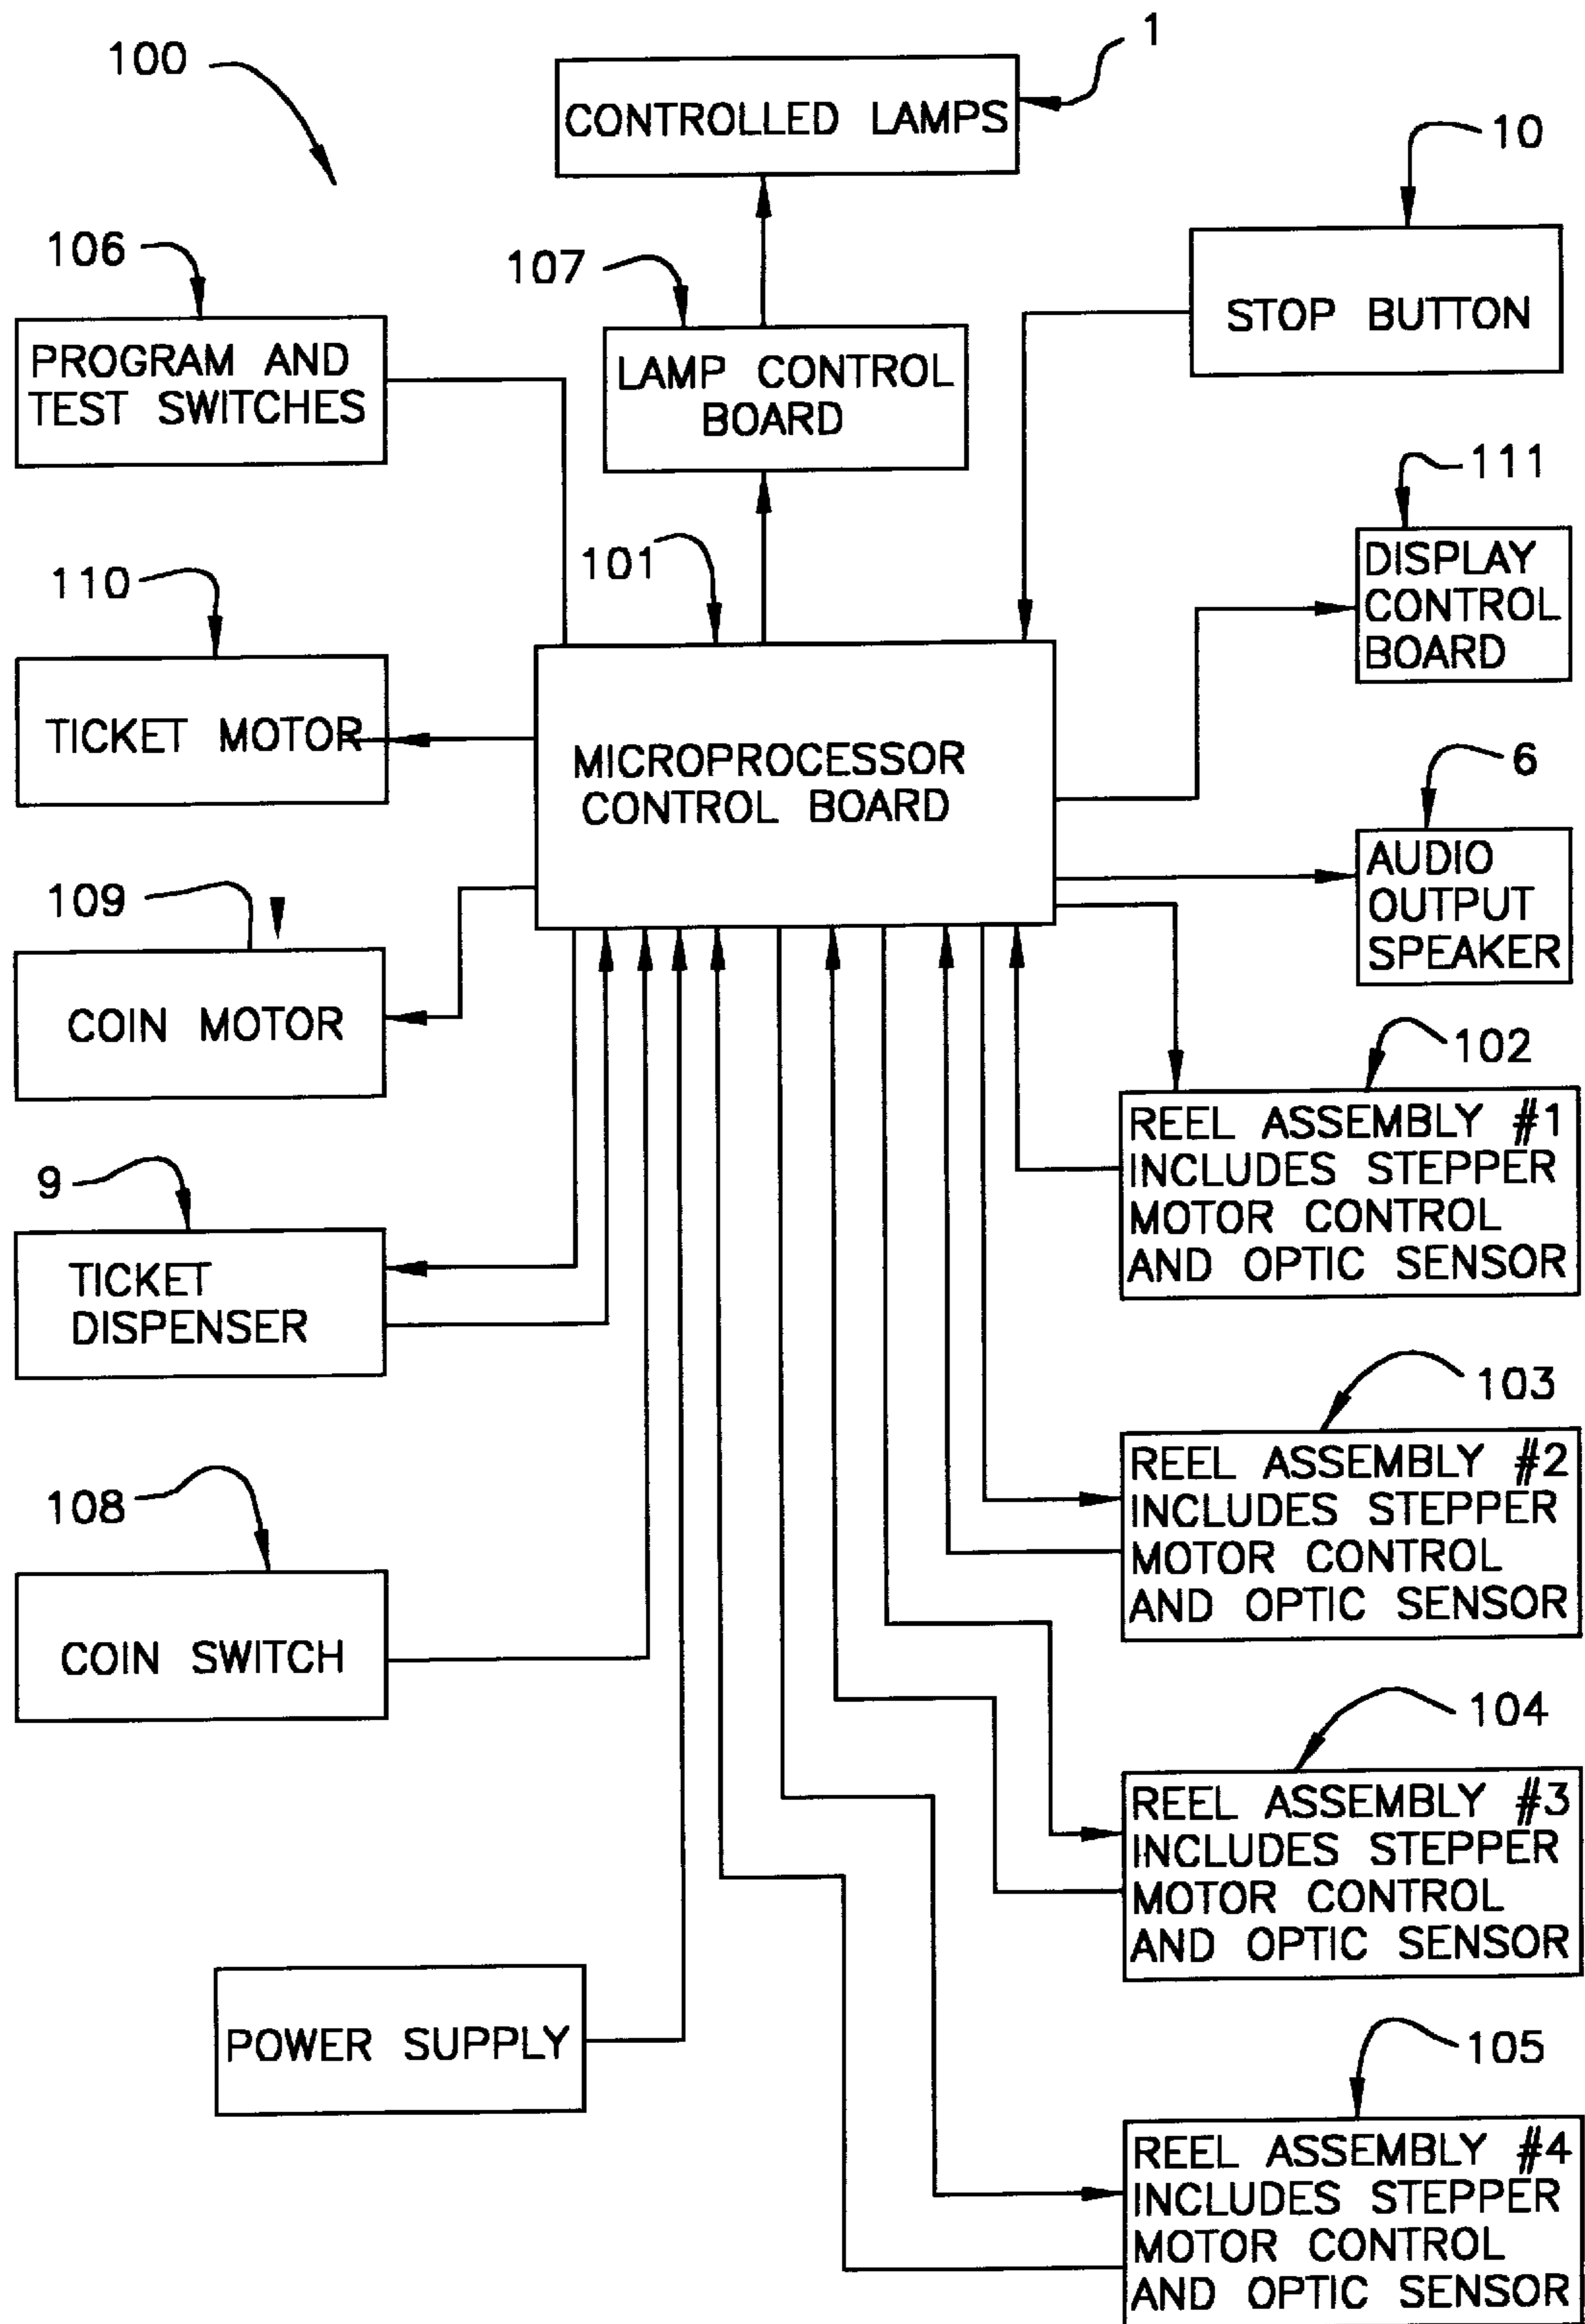 100
1
CONTROLLED LAMPS
10
STOP BUTTON
106
PROGRAM AND
TEST SWITCHES
107
LAMP CONTROL
BOARD
111
DISPLAY
CONTROL
BOARD
110
TICKET MOTOR
101
MICROPROCESSOR
CONTROL BOARD
6
AUDIO
OUTPUT
SPEAKER
109
COIN MOTOR
102
REEL ASSEMBLY #1
INCLUDES STEPPER
MOTOR CONTROL
AND OPTIC SENSOR
9
TICKET
DISPENSER
103
REEL ASSEMBLY #2
INCLUDES STEPPER
MOTOR CONTROL
AND OPTIC SENSOR
108
COIN SWITCH
104
REEL ASSEMBLY #3
INCLUDES STEPPER
MOTOR CONTROL
AND OPTIC SENSOR
POWER SUPPLY
105
REEL ASSEMBLY #4
INCLUDES STEPPER
MOTOR CONTROL
AND OPTIC SENSOR